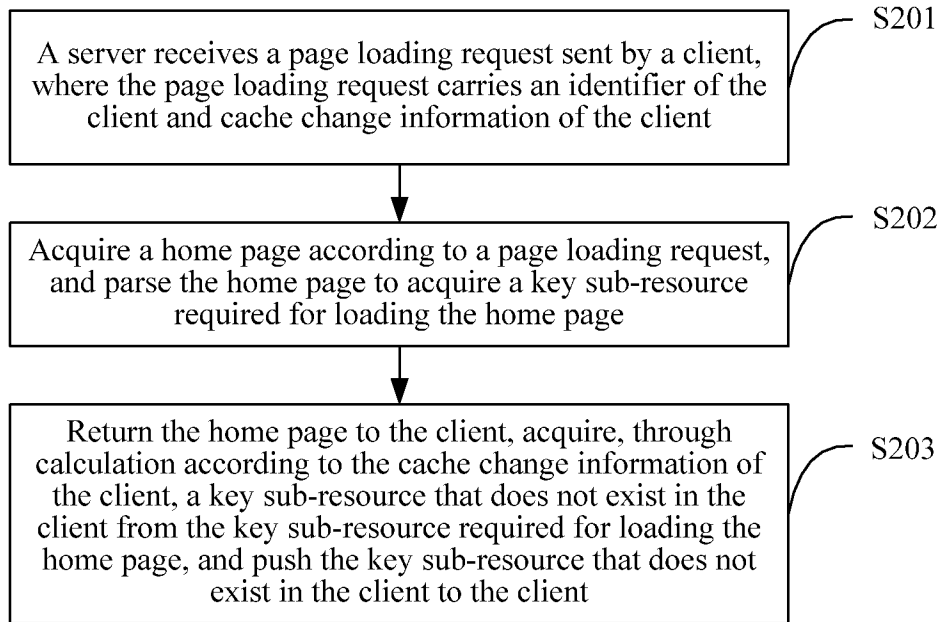 A server receives a page loading request sent by a client,
where the page loading request carries an identifier of the
client and cache change information of the client
S201
Acquire a home page according to a page loading request,
and parse the home page to acquire a key sub-resource
required for loading the home page
S202
Return the home page to the client, acquire, through
calculation according to the cache change information of
the client, a key sub-resource that does not exist in the
client from the key sub-resource required for loading the
home page, and push the key sub-resource that does not
exist in the client to the client
S203